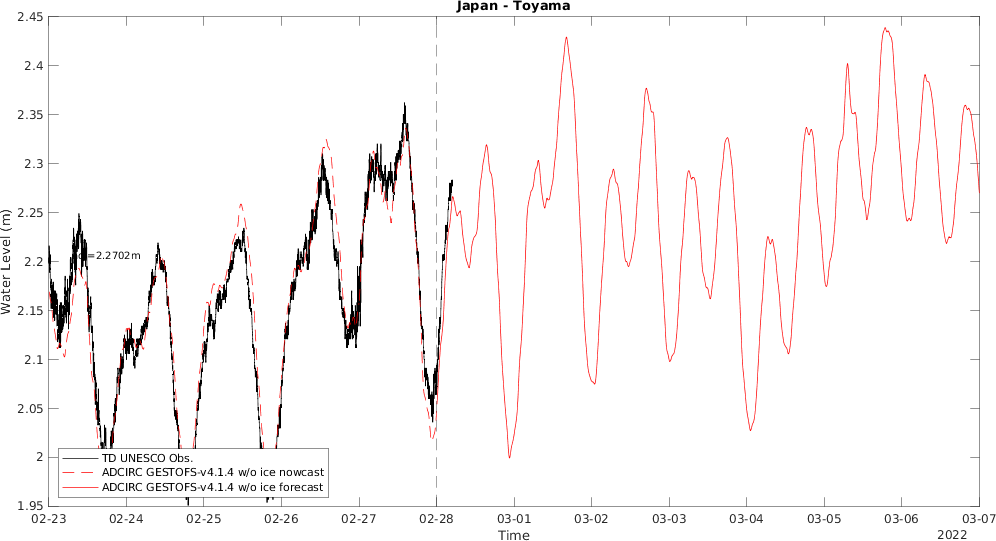 Japan - Toyama
2.45
2.4
2.35
2.3
2.25
2.2
2.15
2.1
2.05
2
1.95
Water Level (m)
=2.2702m
TD UNESCO Obs.
ADCIRC GESTOFS-v4.1.4 w/o ice nowcast
ADCIRC GESTOFS-v4.1.4 w/o ice forecast
02-23 02-24 02-25 02-26 02-27 02-28 03-01 03-02 03-03 03-04 03-05 03-06 03-07
Time
2022